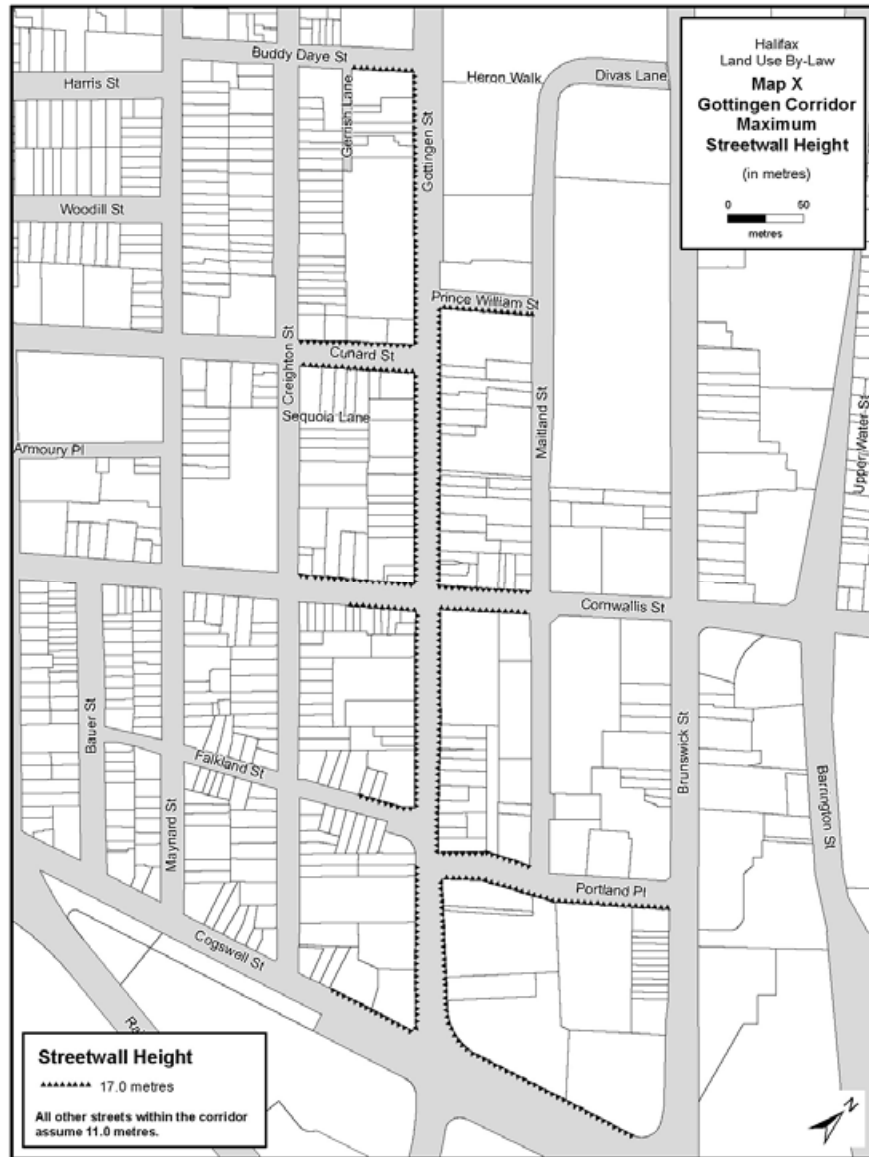 Halifax
Land Use By-Law
Map X
Gottingen Corridor
Maximum
Streetwall Height
(in metres)
0 50
metres
Buddy Daye St
Harris St
Heron Walk
Divas Lane
Gerrish Lane
Gottingen St
Woodill St
Prince William St
Cunard St
Creighton St
Sequoia Lane
Maitland St
Armoury Pl
Upper Water St
Cornwallis St
Bauer St
Falkland St
Brunswick St
Barrington St
Maynard St
Portland Pl
Cogswell St
Streetwall Height
17.0 metres
All other streets within the corridor
assume 11.0 metres.
N